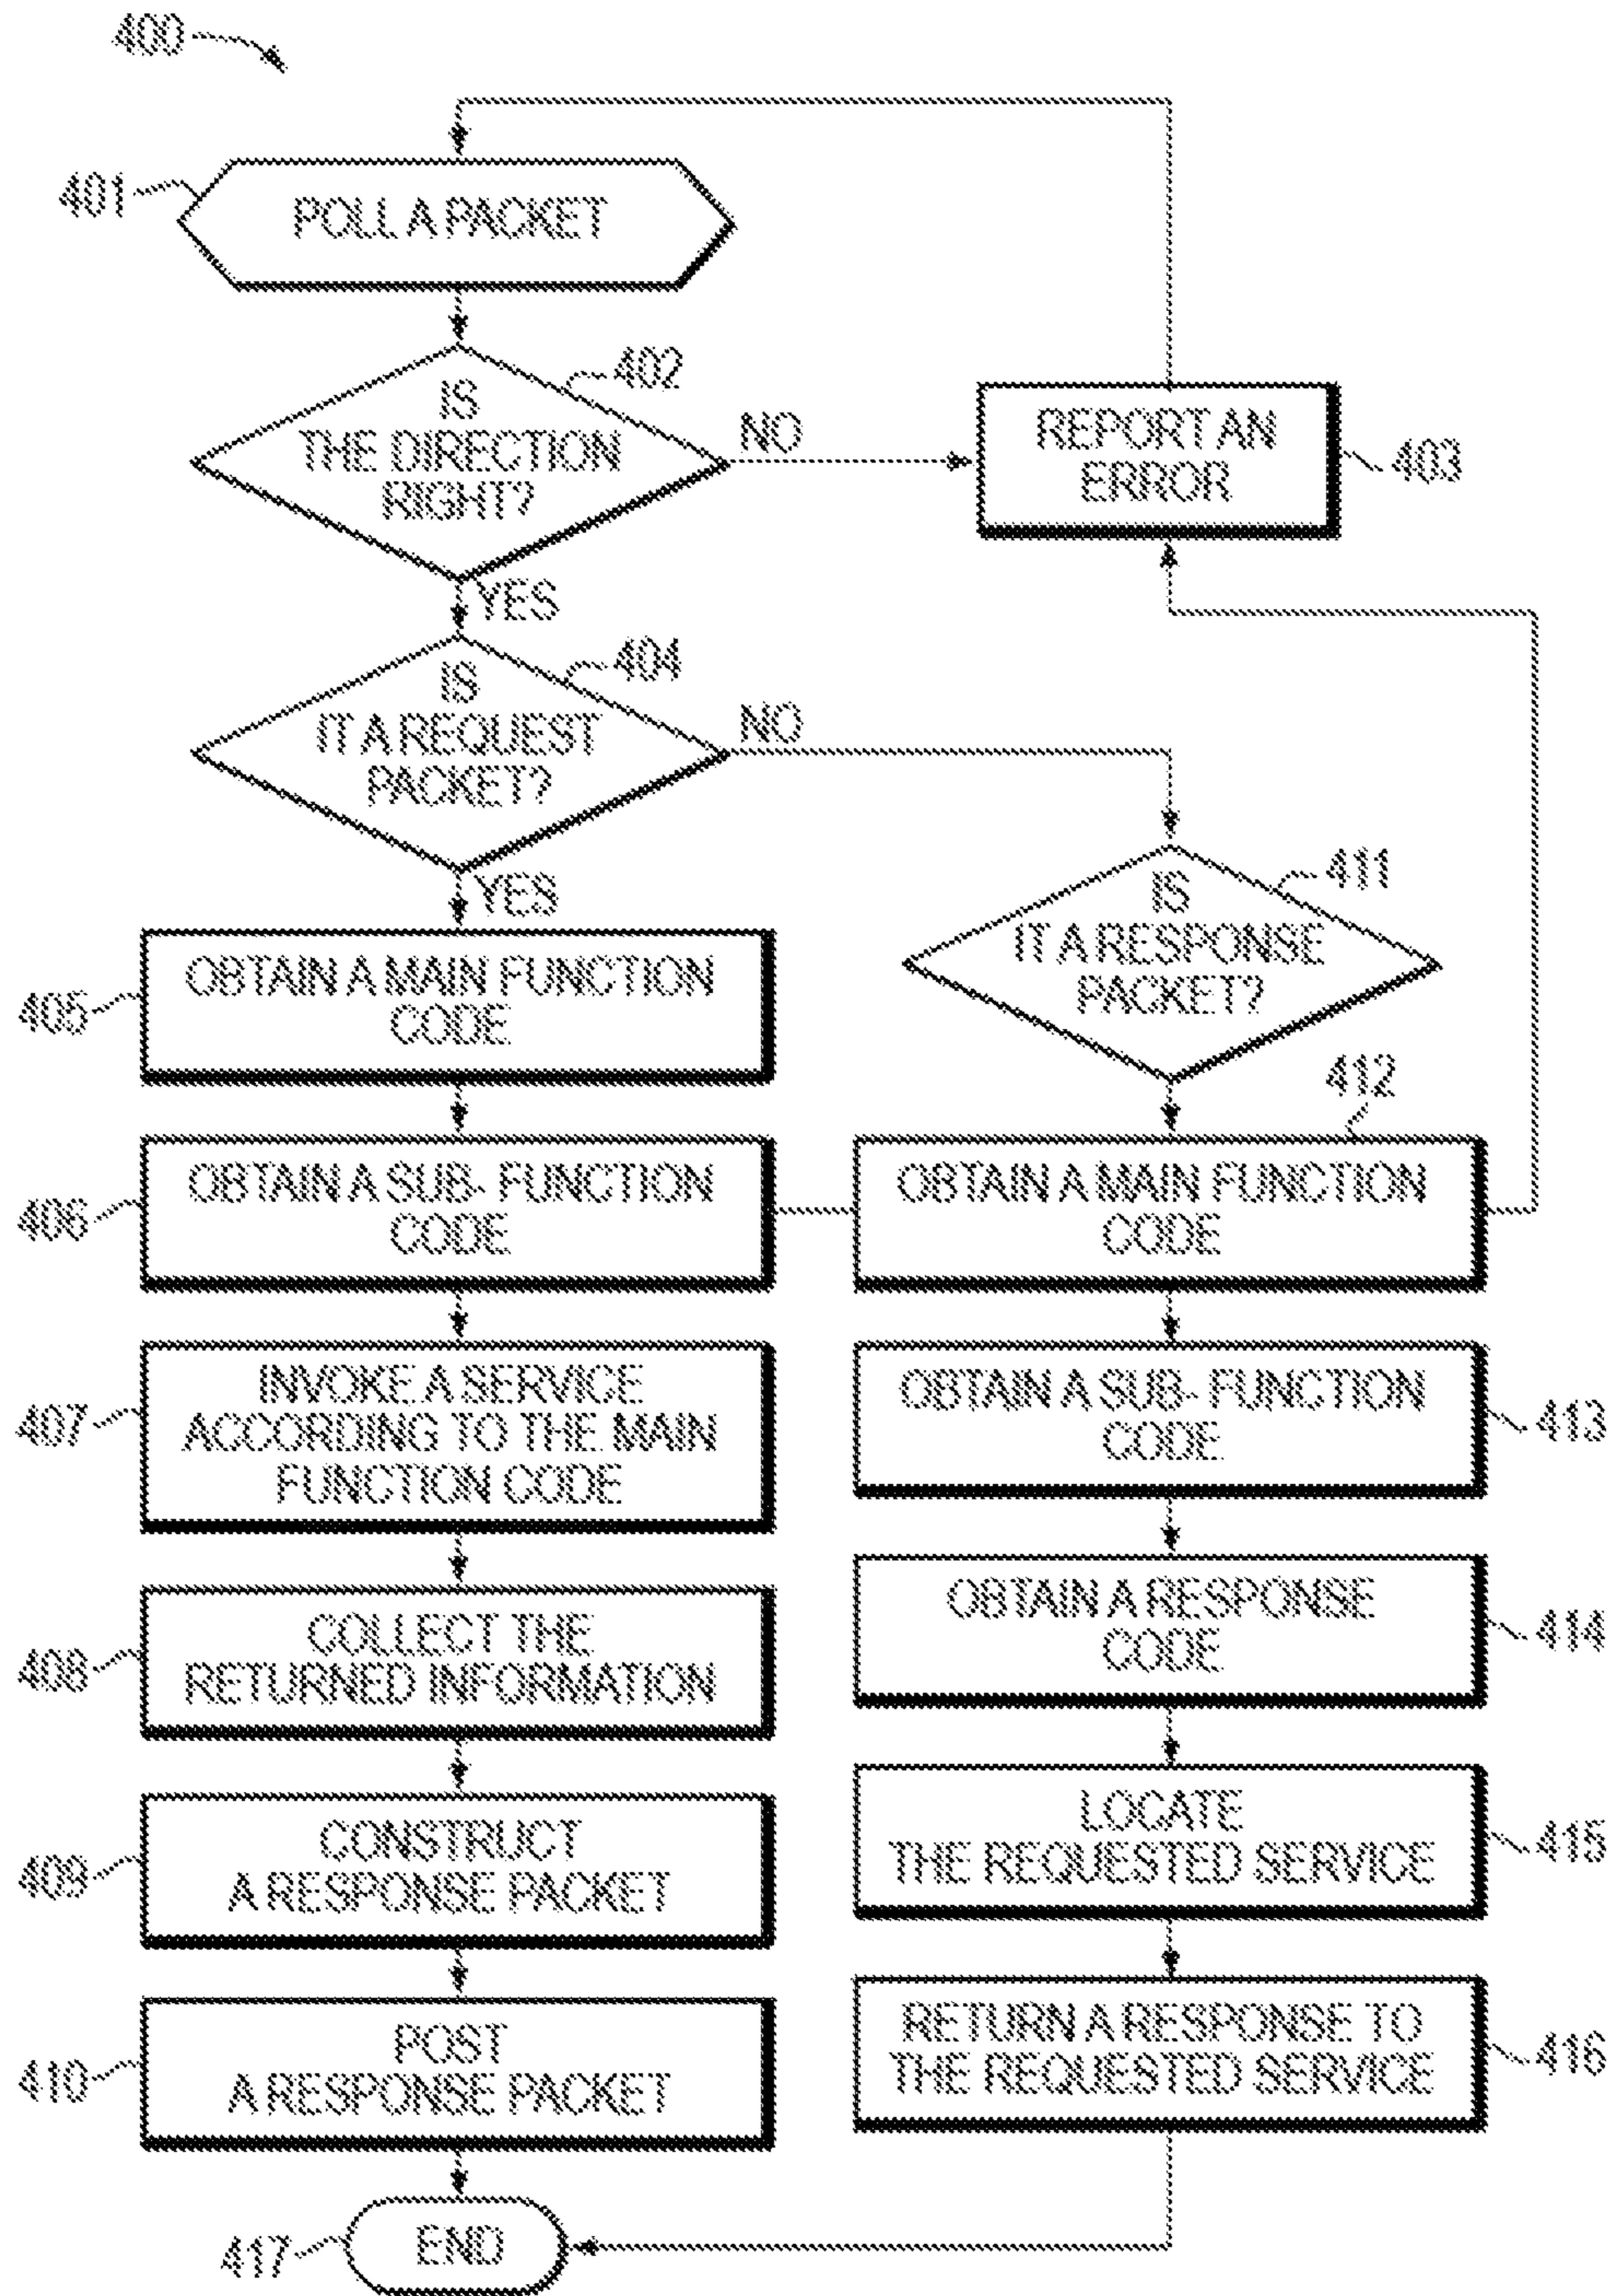 400
401
POLL A PACKET
402
IS
THE DIRECTION
RIGHT?
NO
YES
REPORT AN
ERROR
403
404
IS
IT A REQUEST
PACKET?
NO
YES
405
OBTAIN A MAIN FUNCTION
CODE
406
OBTAIN A SUB- FUNCTION
CODE
407
INVOKE A SERVICE
ACCORDING TO THE MAIN
FUNCTION CODE
408
COLLECT THE
RETURNED INFORMATION
409
CONSTRUCT
A RESPONSE PACKET
410
POST
A RESPONSE PACKET
411
IS
IT A RESPONSE
PACKET?
412
OBTAIN A MAIN FUNCTION
CODE
OBTAIN A SUB- FUNCTION
CODE
413
OBTAIN A RESPONSE
CODE
414
LOCATE
THE REQUESTED SERVICE
415
RETURN A RESPONSE TO
THE REQUESTED SERVICE
416
417
END